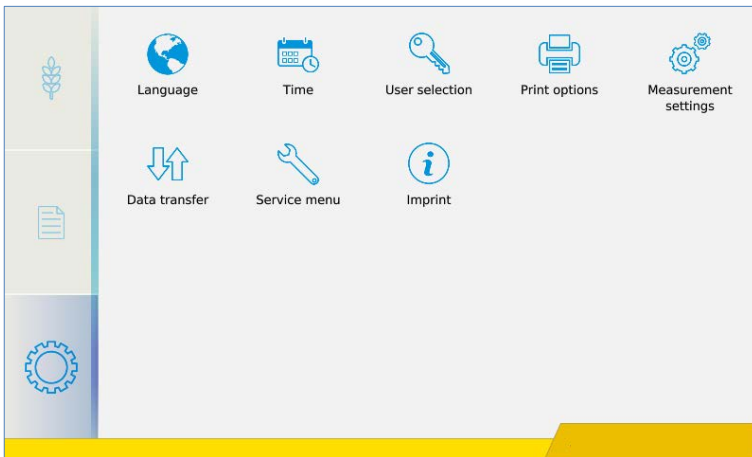 Language
Time
User selection
Print options
Measurement
settings
Data transfer
Service menu
Imprint